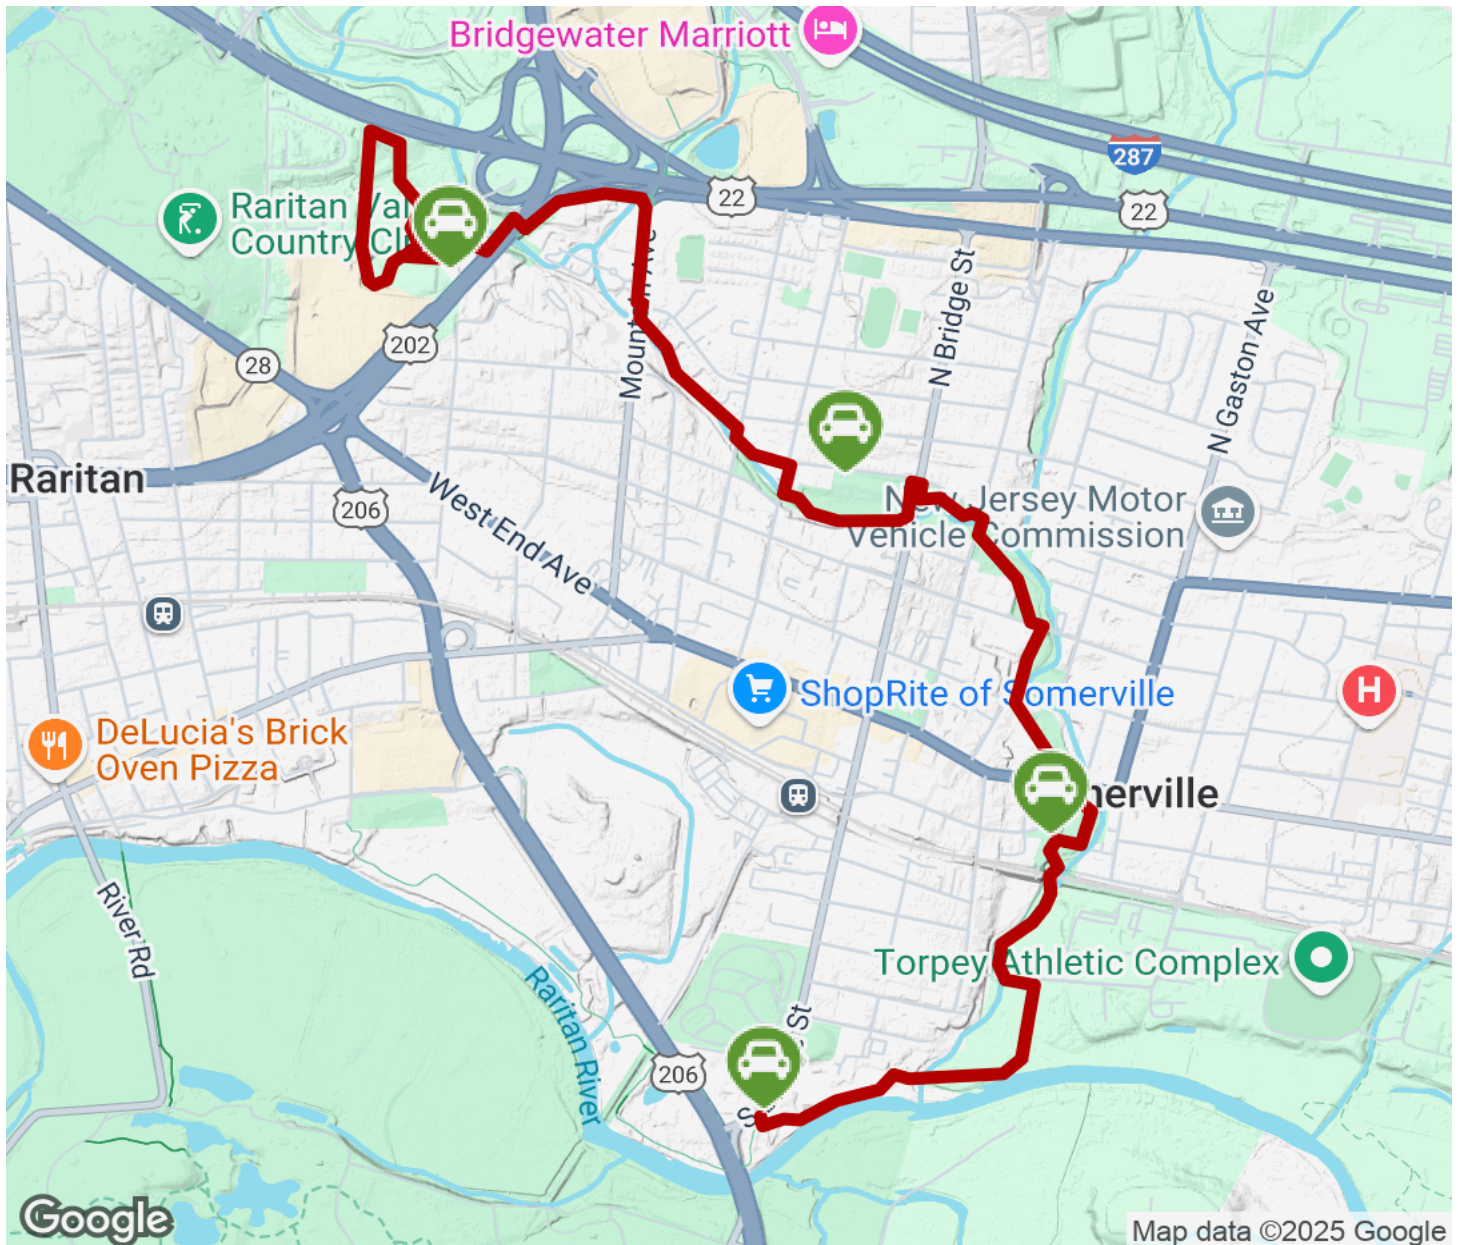 Bridgewater Marriott
287
22
22
Raritan Val
Country Cl
Mount
n Ave
N Bridge St
N Gaston Ave
202
28
Raritan
206
West End Ave
New Jersey Motor
Vehicle Commission
H
ShopRite of Somerville
DeLucia's Brick
Oven Pizza
nerville
River Rd
Raritan River
Torpey Athletic Complex
St
206
S
Google
Map data ©2025 Google